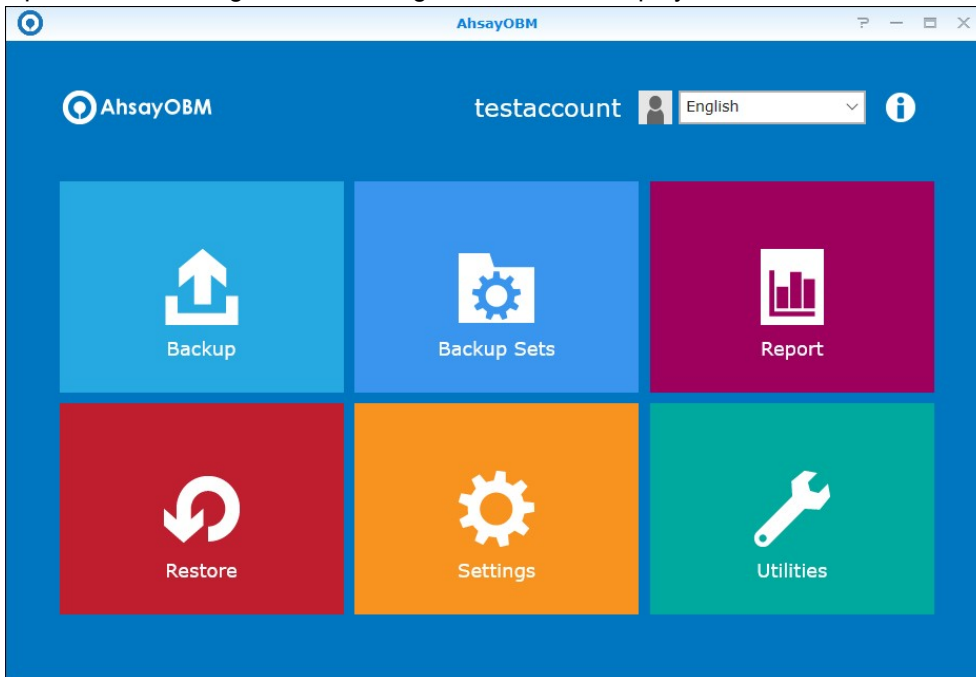 AhsayOBM
AhsayOBM testaccount English
Backup Backup Sets Report
Restore Settings Utilities